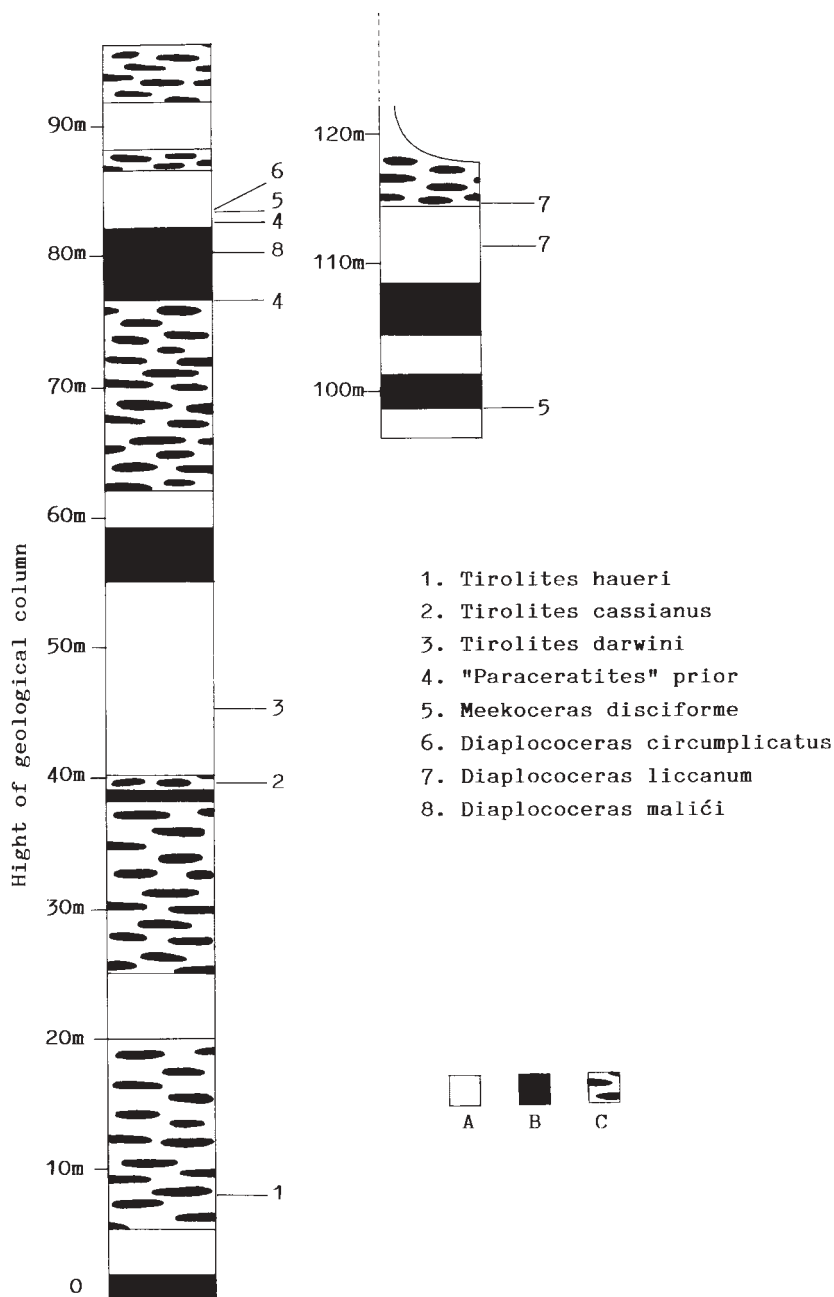 90m
6
5
4
80m
8
4
70m
60m
50m
3
40m
2
30m
20m
10m
1
0
Hight of geological column
120m
7
7
110m
100m
5
1. Tirolites haueri
2. Tirolites cassianus
3. Tirolites darwini
4. "Paraceratites" prior
5. Meekoceras disciforme
6. Diaplococeras circumplicatus
7. Diaplococeras liccanum
8. Diaplococeras malići
A B C